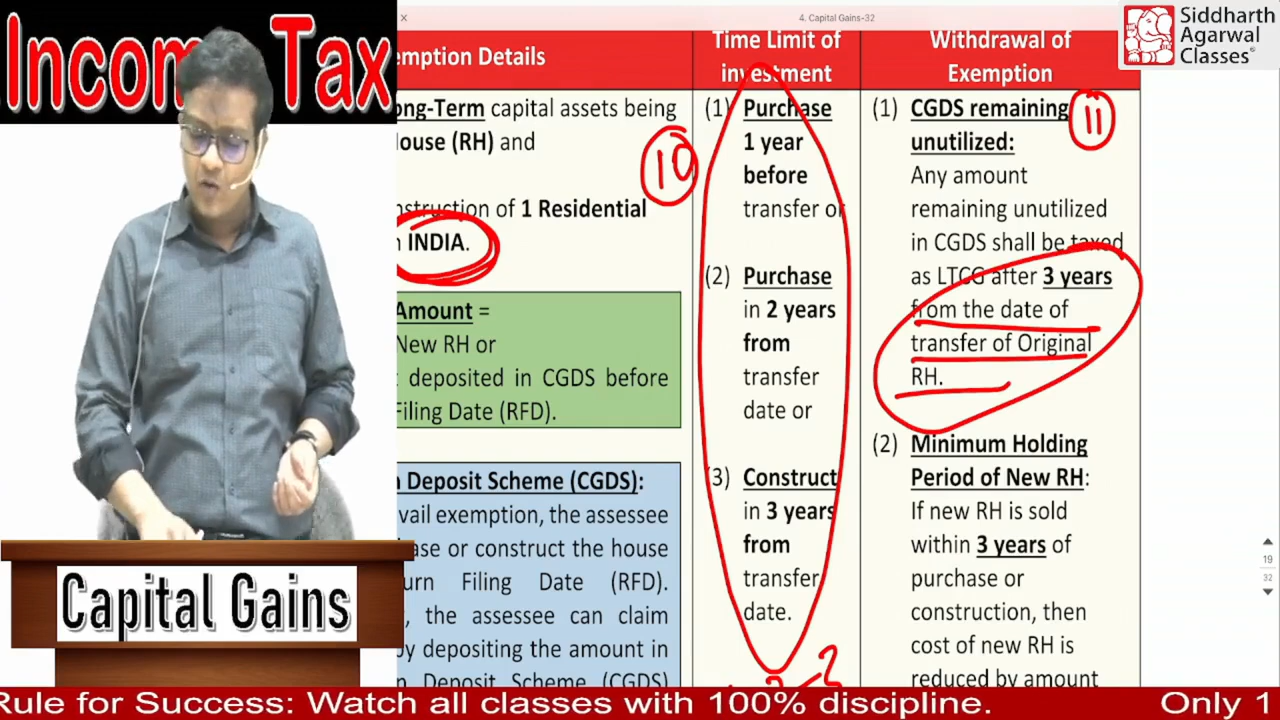 Income Tax
4. Capital Gains-32
Siddharth
Agarwal
Classes
emption Details
Time Limit of
investment
Withdrawal of
Exemption
ong-Term capital assets being
House (RH) and
nstruction of 1 Residential
n INDIA.
10
Amount =
New RH or
t deposited in CGDS before
Filing Date (RFD).
n Deposit Scheme (CGDS):
vail exemption, the assessee
ase or construct the house
urn Filing Date (RFD).
, the assessee can claim
by depositing the amount in
n Deposit Scheme (CGDS)
(1) Purchase
1 year
before
transfer or
(2) Purchase
in 2 years
from
transfer
date or
(3) Construct
in 3 years
from
transfer
date.
(1) CGDS remaining
unutilized:
11
Any amount
remaining unutilized
in CGDS shall be taxed
as LTCG after 3 years
from the date of
transfer of Original
RH.
(2) Minimum Holding
Period of New RH:
If new RH is sold
within 3 years of
purchase or
construction, then
cost of new RH is
reduced by amount
19
32
Capital Gains
Rule for Success: Watch all classes with 100% discipline.
Only 1